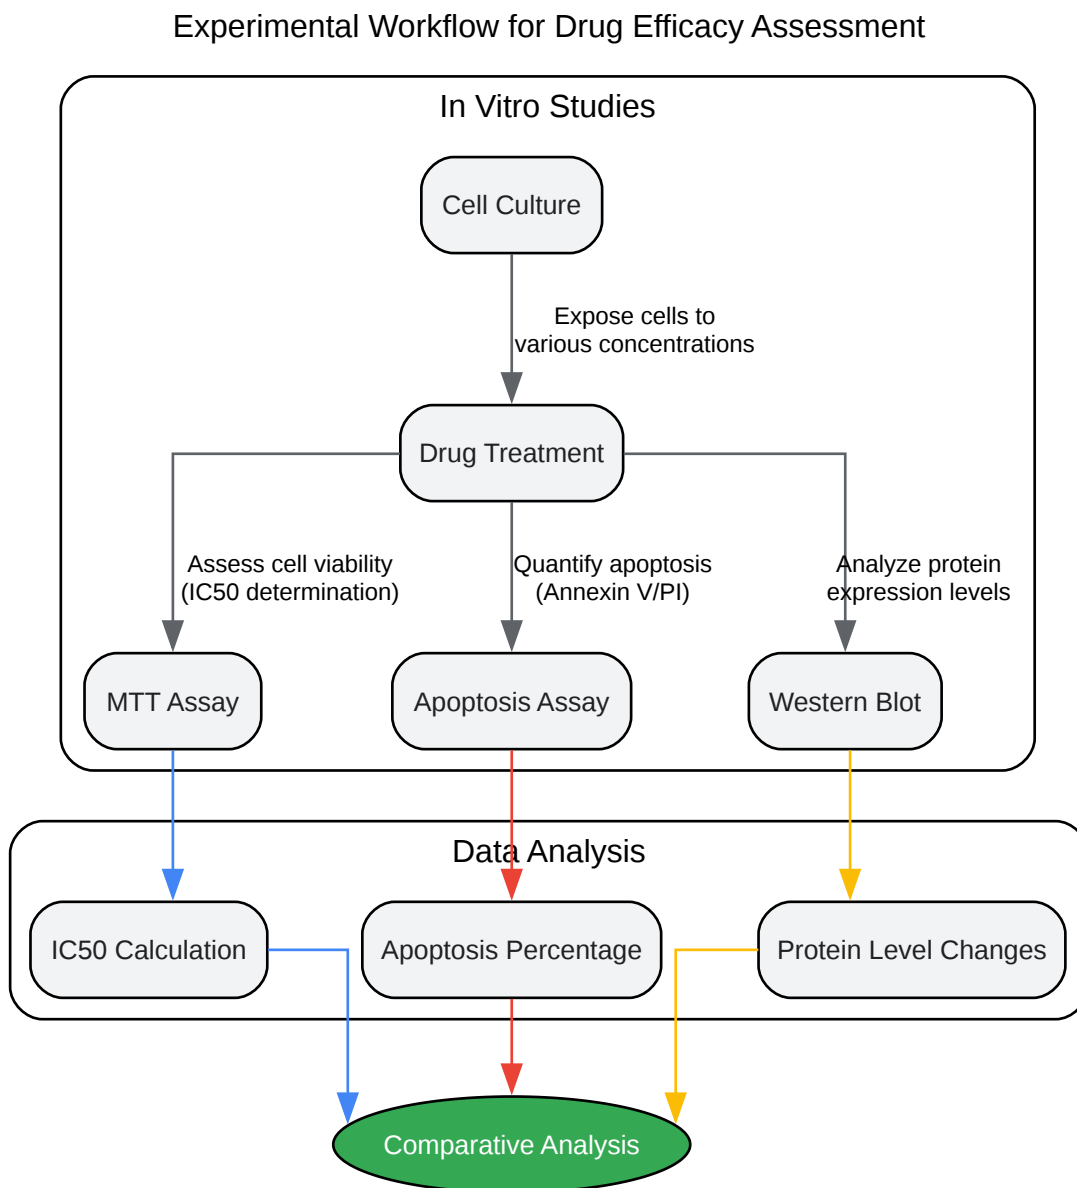 Experimental Workflow for Drug Efficacy Assessment
In Vitro Studies
Cell Culture
Expose cells to
various concentrations
Drug Treatment
Assess cell viability
(IC50 determination)
Quantify apoptosis
(Annexin V/PI)
Analyze protein
expression levels
MTT Assay
Apoptosis Assay
Western Blot
Data Analysis
IC50 Calculation
Apoptosis Percentage
Protein Level Changes
Comparative Analysis